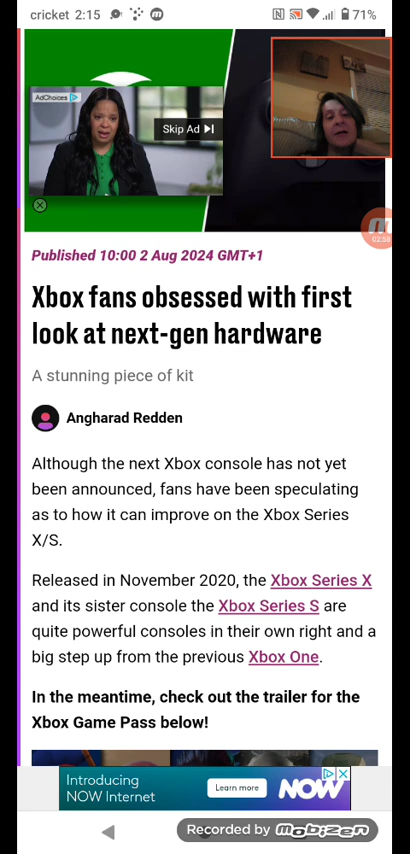 cricket 2:15
71%
AdChoices
Skip Ad
02:58
Published 10:00 2 Aug 2024 GMT+1
Xbox fans obsessed with first
look at next-gen hardware
A stunning piece of kit
Angharad Redden
Although the next Xbox console has not yet
been announced, fans have been speculating
as to how it can improve on the Xbox Series
X/S.
Released in November 2020, the Xbox Series X
and its sister console the Xbox Series S are
quite powerful consoles in their own right and a
big step up from the previous Xbox One.
In the meantime, check out the trailer for the
Xbox Game Pass below!
Introducing
NOW Internet
Learn more
NOW
Recorded by Mobizen